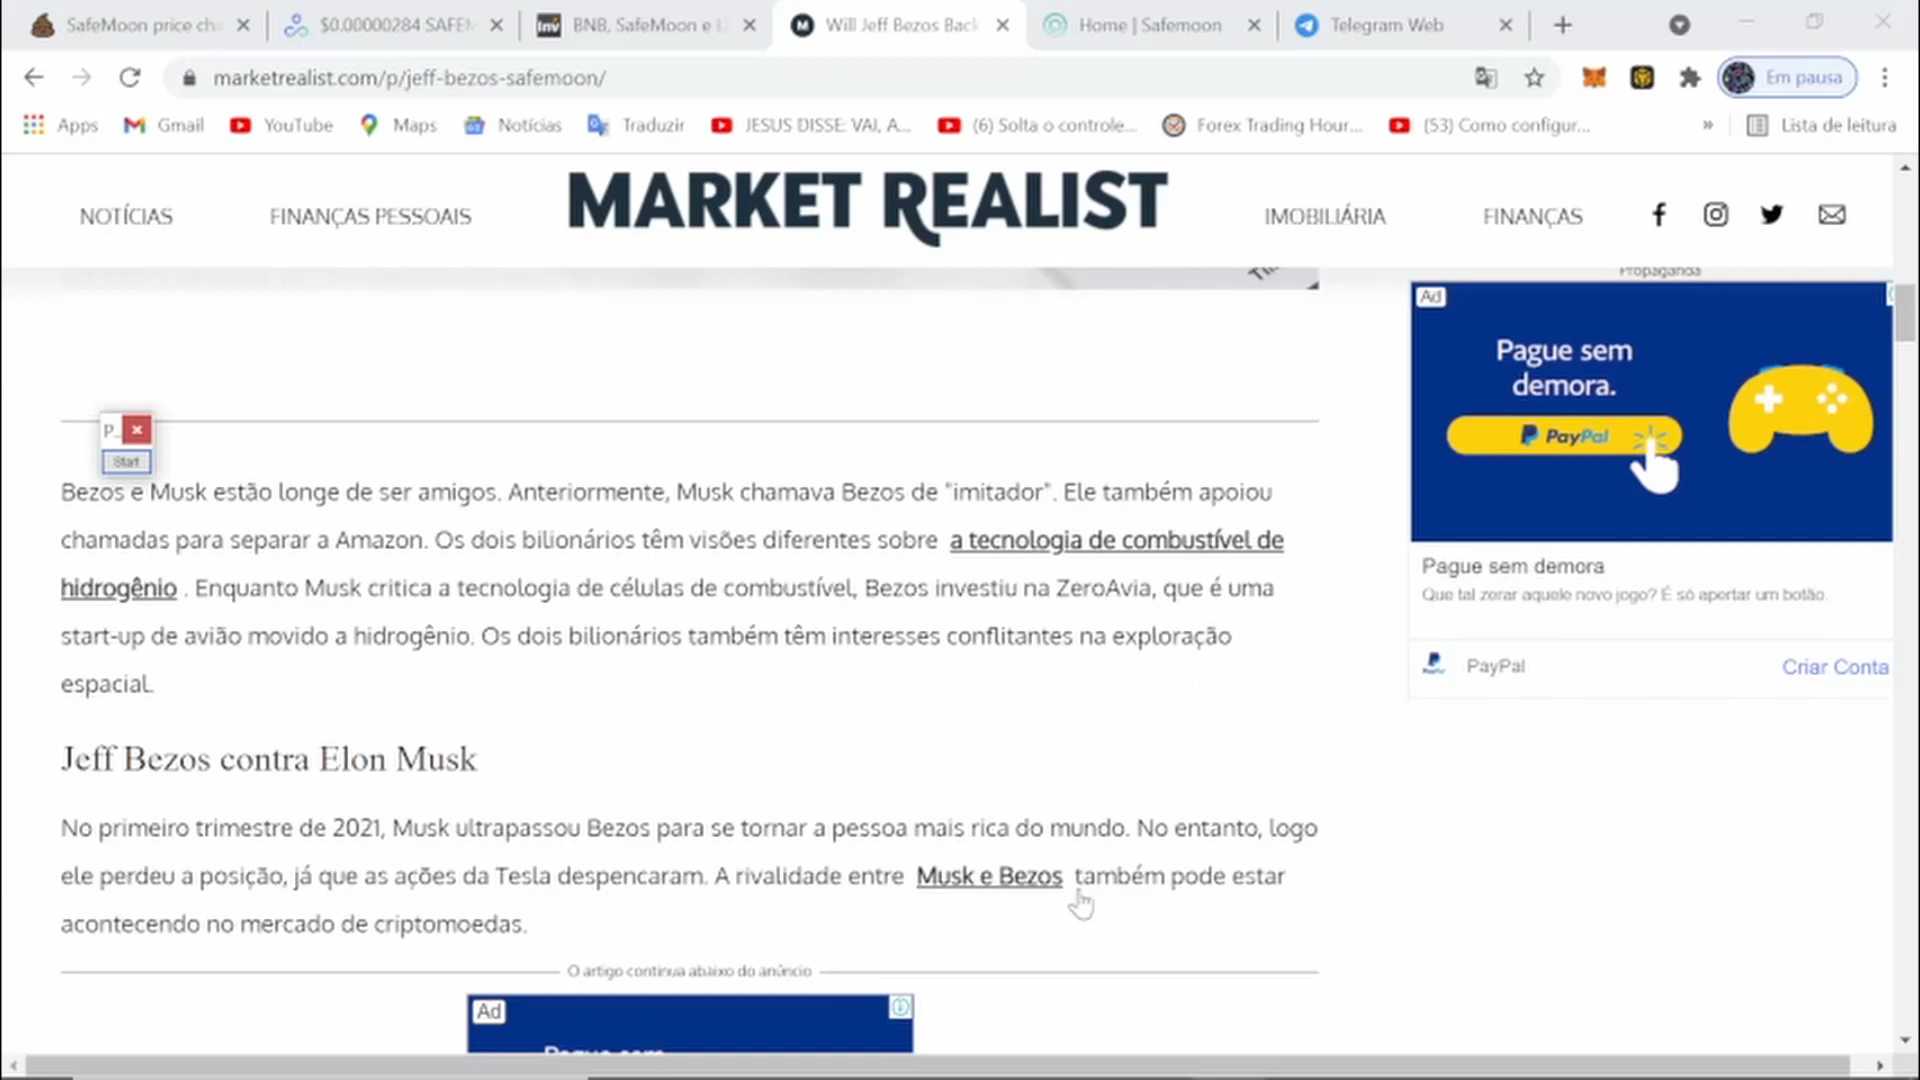 SafeMoon price cha
$0.00000284 SAFEM
BNB, SafeMoon e Li
Will Jeff Bezos Back
Home | Safemoon
Telegram Web
marketrealist.com/p/jeff-bezos-safemoon/
Em pausa
Apps
Gmail
YouTube
Maps
Notícias
Traduzir
JESUS DISSE: VAI, A...
(6) Solta o controle...
Forex Trading Hour...
(53) Como configur...
»
Lista de leitura
NOTÍCIAS
FINANÇAS PESSOAIS
MARKET REALIST
IMOBILIÁRIA
FINANÇAS
Propaganda
Ad
Pague sem
demora.
PayPal
Pague sem demora
Que tal zerar aquele novo jogo? É só apertar um botão.
PayPal
Criar Conta
P...
Start
Bezos e Musk estão longe de ser amigos. Anteriormente, Musk chamava Bezos de "imitador". Ele também apoiou
chamadas para separar a Amazon. Os dois bilionários têm visões diferentes sobre a tecnologia de combustível de
hidrogênio . Enquanto Musk critica a tecnologia de células de combustível, Bezos investiu na ZeroAvia, que é uma
start-up de avião movido a hidrogênio. Os dois bilionários também têm interesses conflitantes na exploração
espacial.
Jeff Bezos contra Elon Musk
No primeiro trimestre de 2021, Musk ultrapassou Bezos para se tornar a pessoa mais rica do mundo. No entanto, logo
ele perdeu a posição, já que as ações da Tesla despencaram. A rivalidade entre Musk e Bezos também pode estar
acontecendo no mercado de criptomoedas.
O artigo continua abaixo do anúncio
Ad
Pague sem